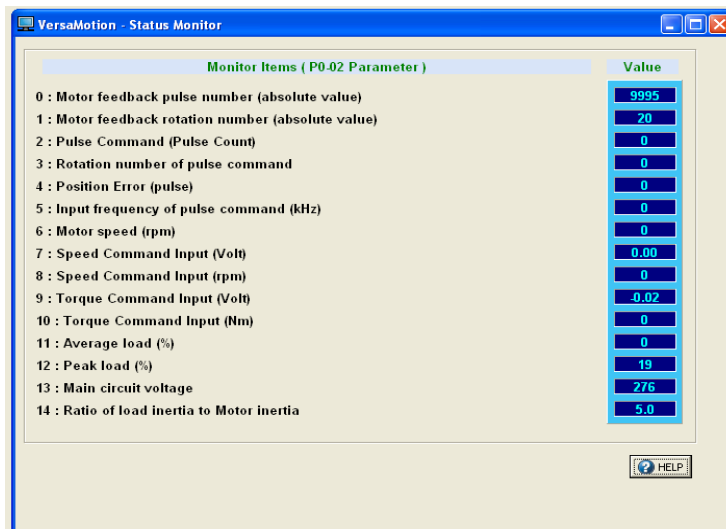 VersaMotion - Status Monitor
Monitor Items ( P0-02 Parameter ) Value
0 : Motor feedback pulse number (absolute value) 9995
1 : Motor feedback rotation number (absolute value) 20
2 : Pulse Command (Pulse Count) 0
3 : Rotation number of pulse command 0
4 : Position Error (pulse) 0
5 : Input frequency of pulse command (kHz) 0
6 : Motor speed (rpm) 0
7 : Speed Command Input (Volt) 0.00
8 : Speed Command Input (rpm) 0
9 : Torque Command Input (Volt) -0.02
10 : Torque Command Input (Nm) 0
11 : Average load (%) 0
12 : Peak load (%) 19
13 : Main circuit voltage 276
14 : Ratio of load inertia to Motor inertia 5.0
HELP